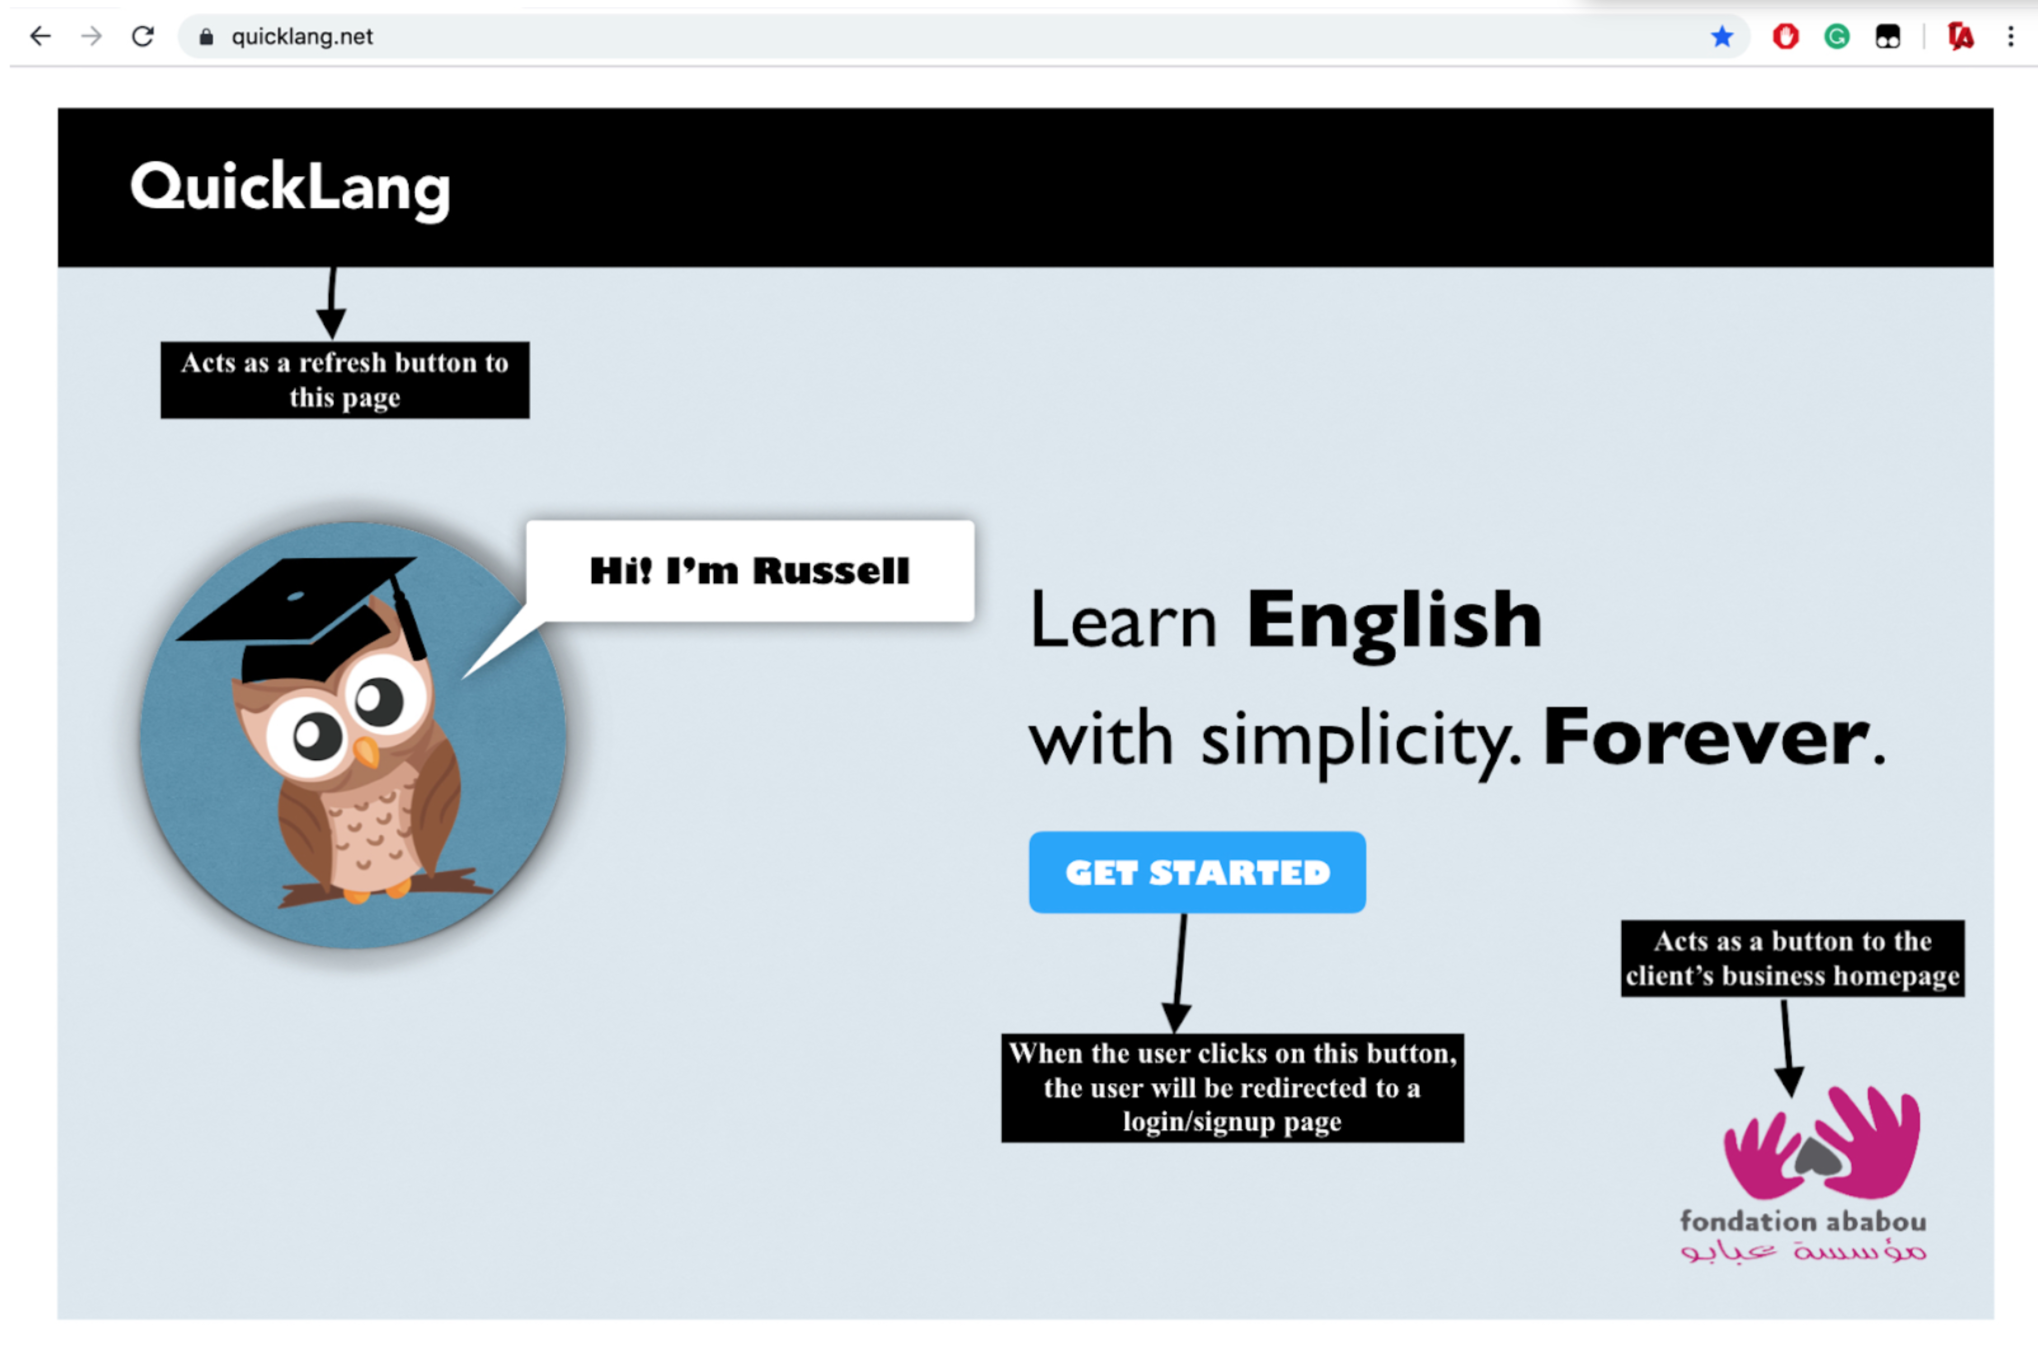 quicklang.net
QuickLang
Acts as a refresh button to
this page
Hi! I'm Russell
Learn English
with simplicity. Forever.
GET STARTED
When the user clicks on this button,
the user will be redirected to a
login/signup page
Acts as a button to the
client's business homepage
fondation ababou
مؤسسة عبابو